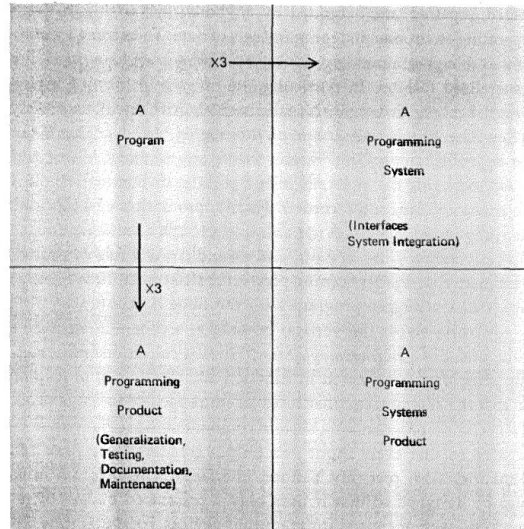 X3
A
Program
A
Programming
System
(Interfaces
System Integration)
X3
A
Programming
Product
(Generalization,
Testing,
Documentation,
Maintenance)
A
Programming
Systems
Product